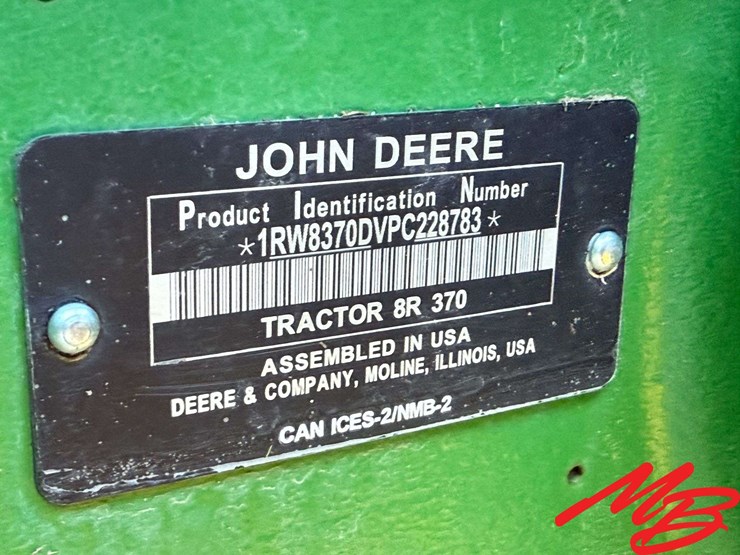 JOHN DEERE
Product Identification Number
*1RW8370DVPC228783*
TRACTOR 8R 370
ASSEMBLED IN USA
DEERE & COMPANY, MOLINE, ILLINOIS, USA
CAN ICES-2/NMB-2
MB